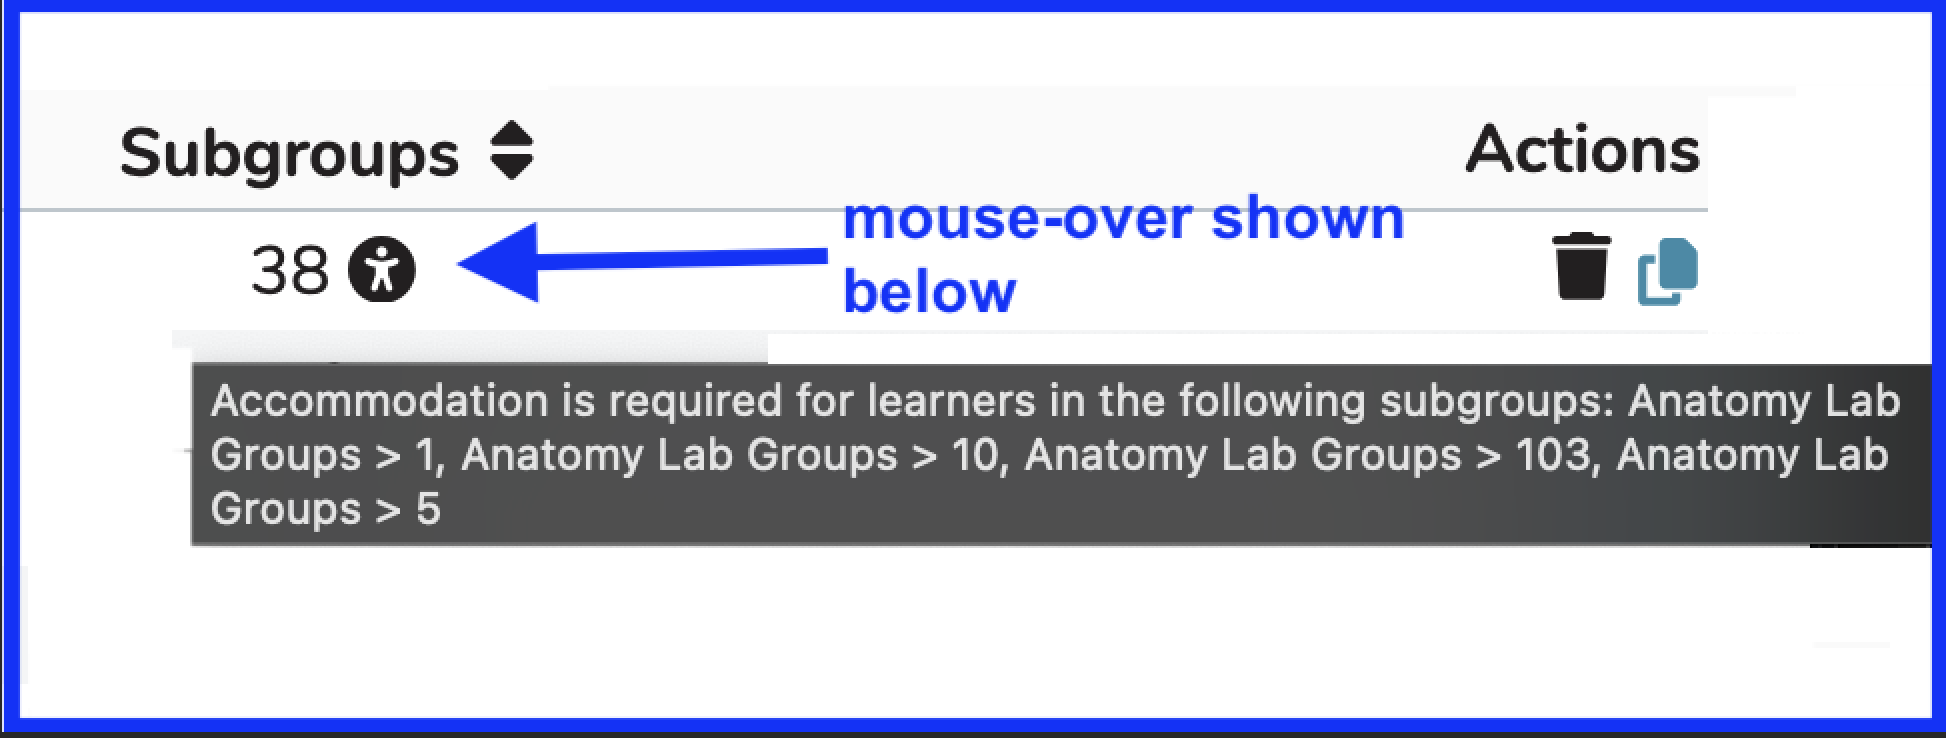 Subgroups
Actions
38
mouse-over shown
below
Accommodation is required for learners in the following subgroups: Anatomy Lab
Groups > 1, Anatomy Lab Groups > 10, Anatomy Lab Groups > 103, Anatomy Lab
Groups > 5